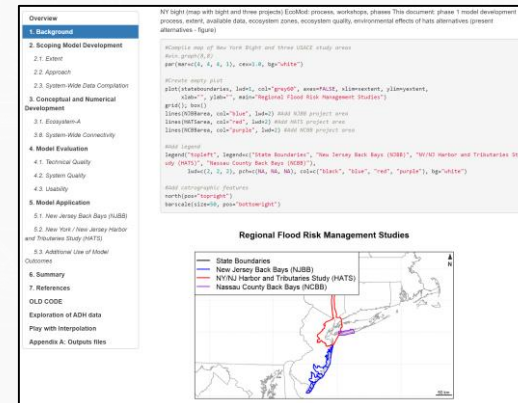 Overview
1. Background
2. Scoping Model Development
2.1. Extent
2.2. Approach
2.3. System-Wide Data Compilation
3. Conceptual and Numerical
Development
3.1. Ecosystem-A
3.8. System-Wide Connectivity
4. Model Evaluation
4.1. Technical Quality
4.2. System Quality
4.3. Usability
5. Model Application
5.1. New Jersey Back Bays (NJBB)
5.2. New York / New Jersey Harbor
and Tributaries Study (HATS)
5.3. Additional Use of Model
Outcomes
6. Summary
7. References
OLD CODE
Exploration of ADH data
Play with Interpolation
Appendix A: Outputs files
NY bight (map with bight and three projects) EcoMod: process, workshops, phases This document: phase 1 model development
process, extent, available data, ecosystem zones, ecosystem quality, environmental effects of hats alternatives (present
alternatives - figure)
#Compile map of New York Bight and three USACE study areas
par(mar=c(4, 4, 4, 1), cex=1.0, bg="white")
#Create empty plot
plot(stateboundaries, lwd=1, col="grey60", axes=FALSE, xlim=xextent, ylim=yextent,
xlab="", ylab="", main="Regional Flood Risk Management Studies")
grid(); box()
lines(NJBBarea, col="blue", lwd=2) #Add NJBB project area
lines(HATSarea, col="red", lwd=2) #Add HATS project area
lines(NCBBarea, col="purple", lwd=2) #Add NCBB project area
#Add legend
legend("topleft", legend=c("State Boundaries", "New Jersey Back Bays (NJBB)", "NY/NJ Harbor and Tributaries St
udy (HATS)", "Nassau County Back Bays (NCBB)"),
lwd=c(2, 2, 2), pch=c(NA, NA, NA), col=c("black", "blue", "red", "purple"), bg="white")
#Add catrographic features
north(pos="topright")
barscale(size=50, pos="bottomright")
Regional Flood Risk Management Studies
State Boundaries
New Jersey Back Bays (NJBB)
NY/NJ Harbor and Tributaries Study (HATS)
Nassau County Back Bays (NCBB)
N